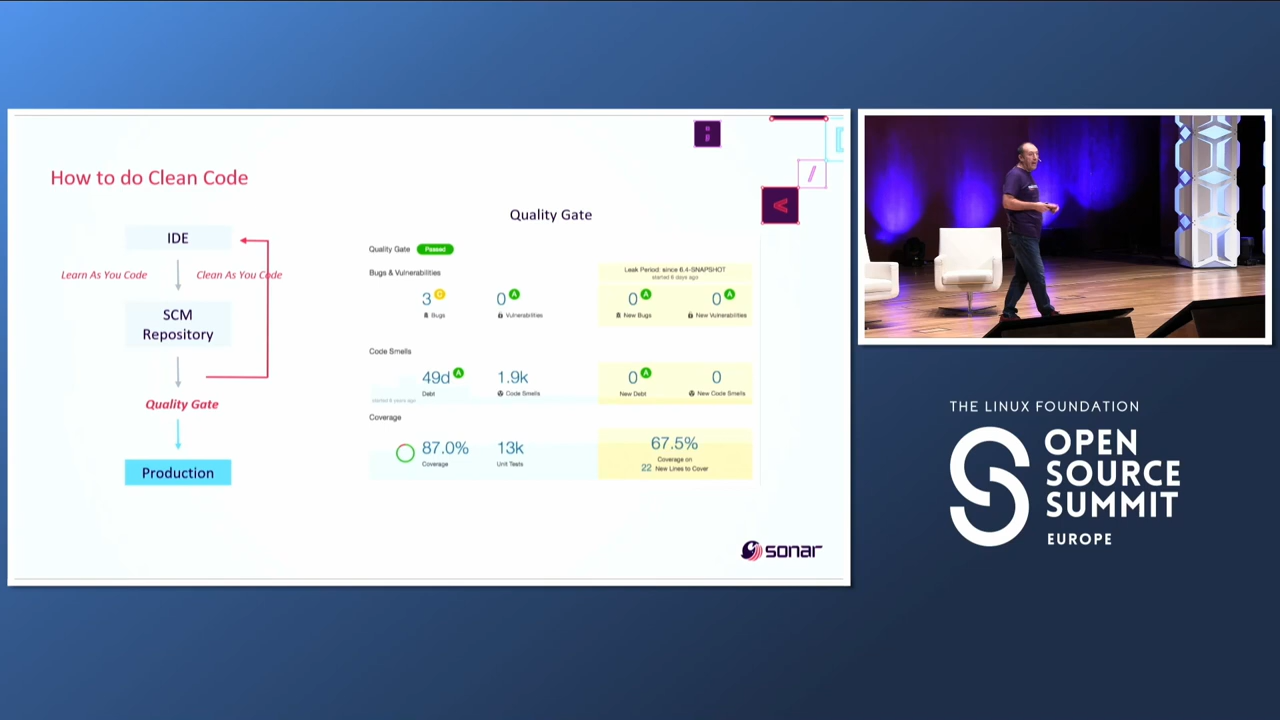 How to do Clean Code
IDE
Learn As You Code
Clean As You Code
SCM
Repository
Quality Gate
Production
Quality Gate
Quality Gate Passed
Bugs & Vulnerabilities
Leak Period: since 6.4-SNAPSHOT
started 8 days ago
3 C
Bugs
0 A
Vulnerabilities
0 A
New Bugs
0 A
New Vulnerabilities
Code Smells
49d A
Debt
1.9k
Code Smells
0 A
New Debt
0
New Code Smells
Coverage
87.0%
Coverage
13k
Unit Tests
67.5%
Coverage on
22 New Lines to Cover
;
/
<
[
sonar
THE LINUX FOUNDATION
OPEN
SOURCE
SUMMIT
EUROPE